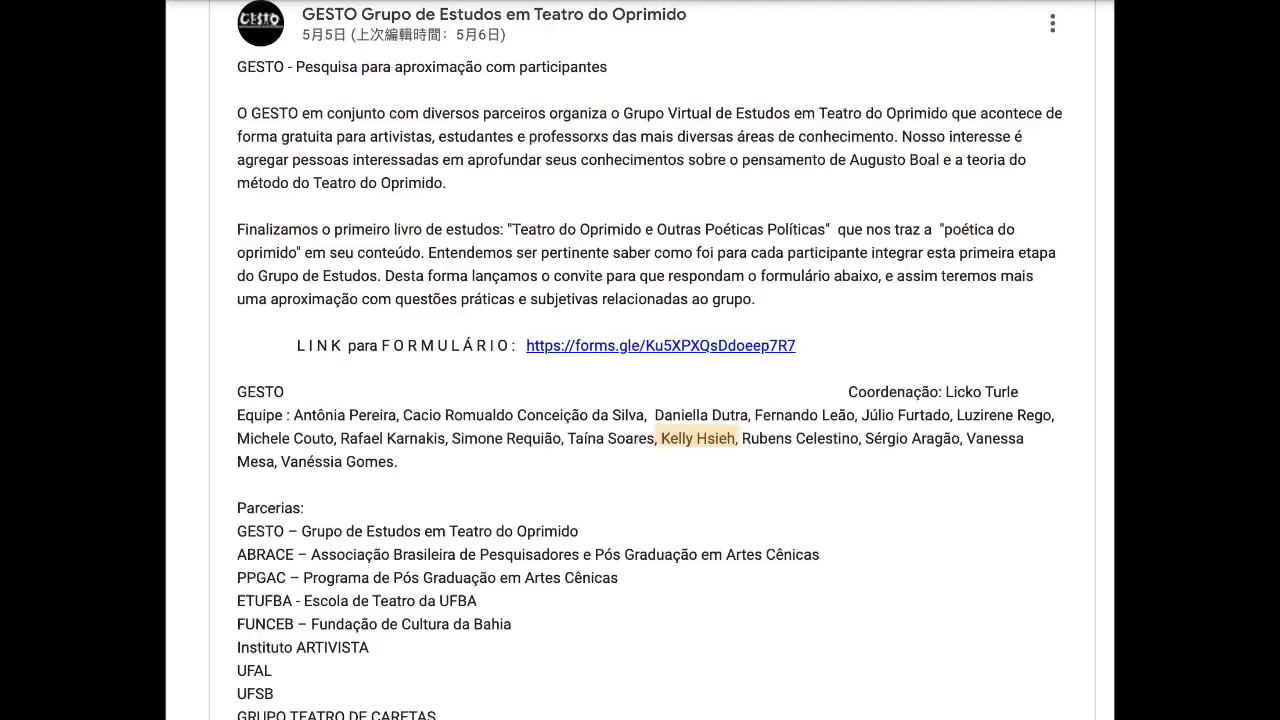 GESTO
GESTO Grupo de Estudos em Teatro do Oprimido
5月5日 (上次編輯時間：5月6日)
GESTO - Pesquisa para aproximação com participantes
O GESTO em conjunto com diversos parceiros organiza o Grupo Virtual de Estudos em Teatro do Oprimido que acontece de
forma gratuita para artivistas, estudantes e professorxs das mais diversas áreas de conhecimento. Nosso interesse é
agregar pessoas interessadas em aprofundar seus conhecimentos sobre o pensamento de Augusto Boal e a teoria do
método do Teatro do Oprimido.
Finalizamos o primeiro livro de estudos: "Teatro do Oprimido e Outras Poéticas Políticas"  que nos traz a  "poética do
oprimido" em seu conteúdo. Entendemos ser pertinente saber como foi para cada participante integrar esta primeira etapa
do Grupo de Estudos. Desta forma lançamos o convite para que respondam o formulário abaixo, e assim teremos mais
uma aproximação com questões práticas e subjetivas relacionadas ao grupo.
L I N K  para F O R M U L Á R I O :   https://forms.gle/Ku5XPXQsDdoeep7R7
GESTO Coordenação: Licko Turle
Equipe : Antônia Pereira, Cacio Romualdo Conceição da Silva,  Daniella Dutra, Fernando Leão, Júlio Furtado, Luzirene Rego,
Michele Couto, Rafael Karnakis, Simone Requião, Taína Soares, Kelly Hsieh, Rubens Celestino, Sérgio Aragão, Vanessa
Mesa, Vanéssia Gomes.
Parcerias:
GESTO – Grupo de Estudos em Teatro do Oprimido
ABRACE – Associação Brasileira de Pesquisadores e Pós Graduação em Artes Cênicas
PPGAC – Programa de Pós Graduação em Artes Cênicas
ETUFBA - Escola de Teatro da UFBA
FUNCEB – Fundação de Cultura da Bahia
Instituto ARTIVISTA
UFAL
UFSB
GRUPO TEATRO DE CARETAS